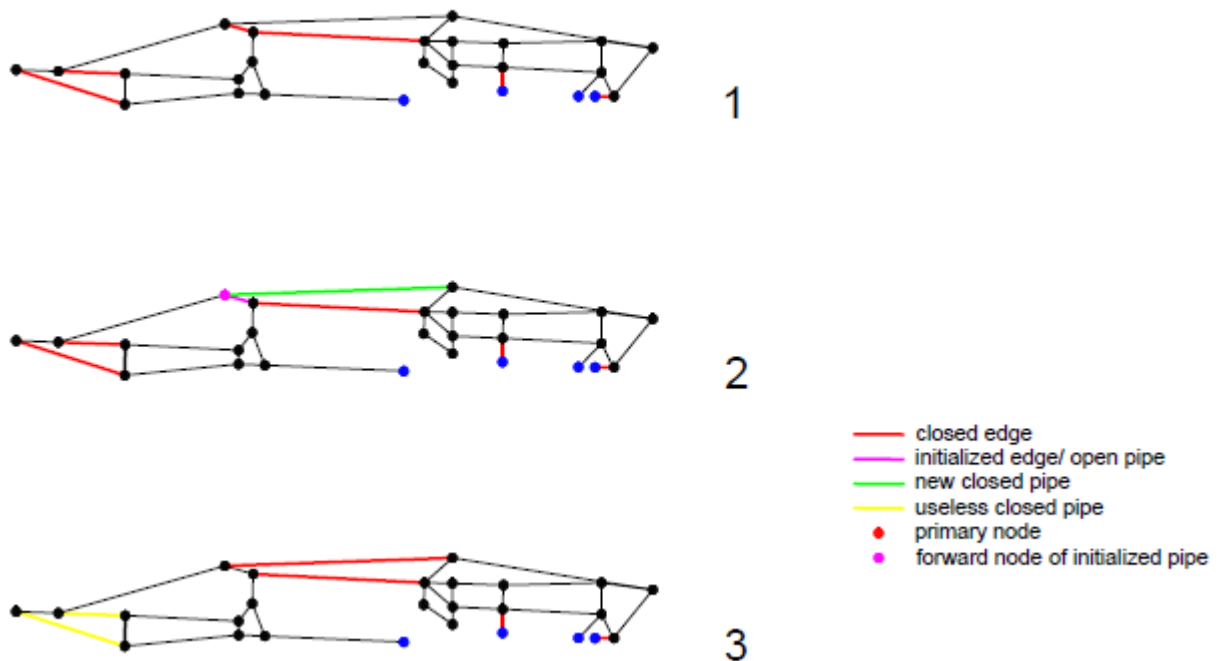 1
2
closed edge
initialized edge/ open pipe
new closed pipe
useless closed pipe
primary node
forward node of initialized pipe
3